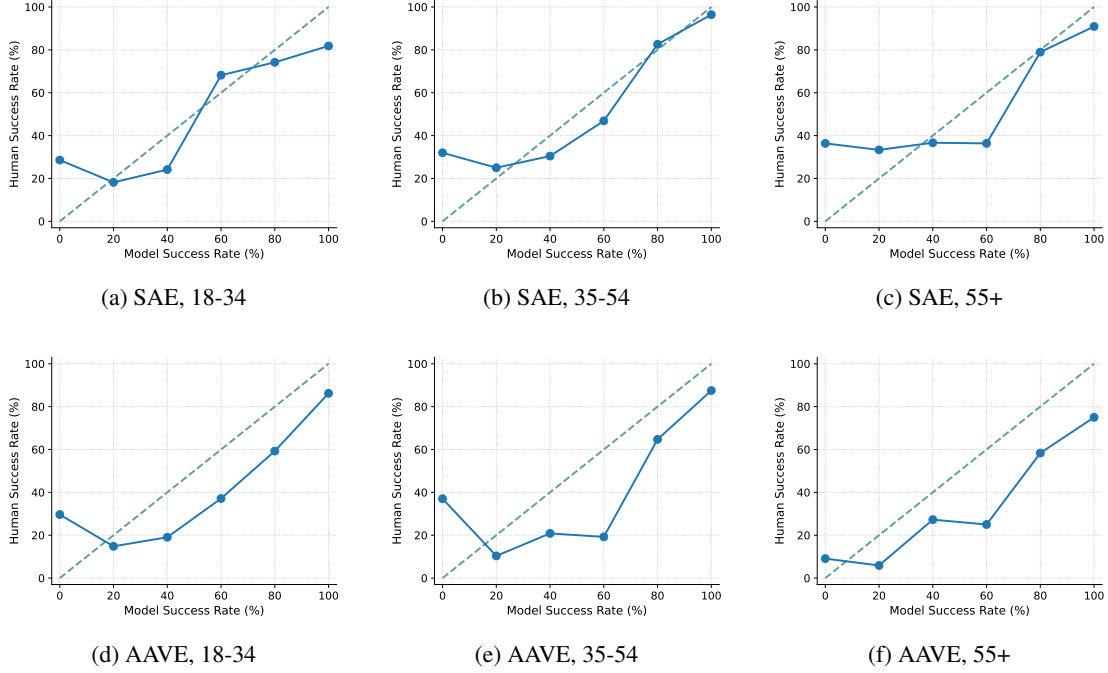 100
80
60
40
20
0
Human Success Rate (%)
0 20 40 60 80 100
Model Success Rate (%)
(a) SAE, 18-34
100
80
60
40
20
0
Human Success Rate (%)
0 20 40 60 80 100
Model Success Rate (%)
(b) SAE, 35-54
100
80
60
40
20
0
Human Success Rate (%)
0 20 40 60 80 100
Model Success Rate (%)
(c) SAE, 55+
100
80
60
40
20
0
Human Success Rate (%)
0 20 40 60 80 100
Model Success Rate (%)
(d) AAVE, 18-34
100
80
60
40
20
0
Human Success Rate (%)
0 20 40 60 80 100
Model Success Rate (%)
(e) AAVE, 35-54
100
80
60
40
20
0
Human Success Rate (%)
0 20 40 60 80 100
Model Success Rate (%)
(f) AAVE, 55+